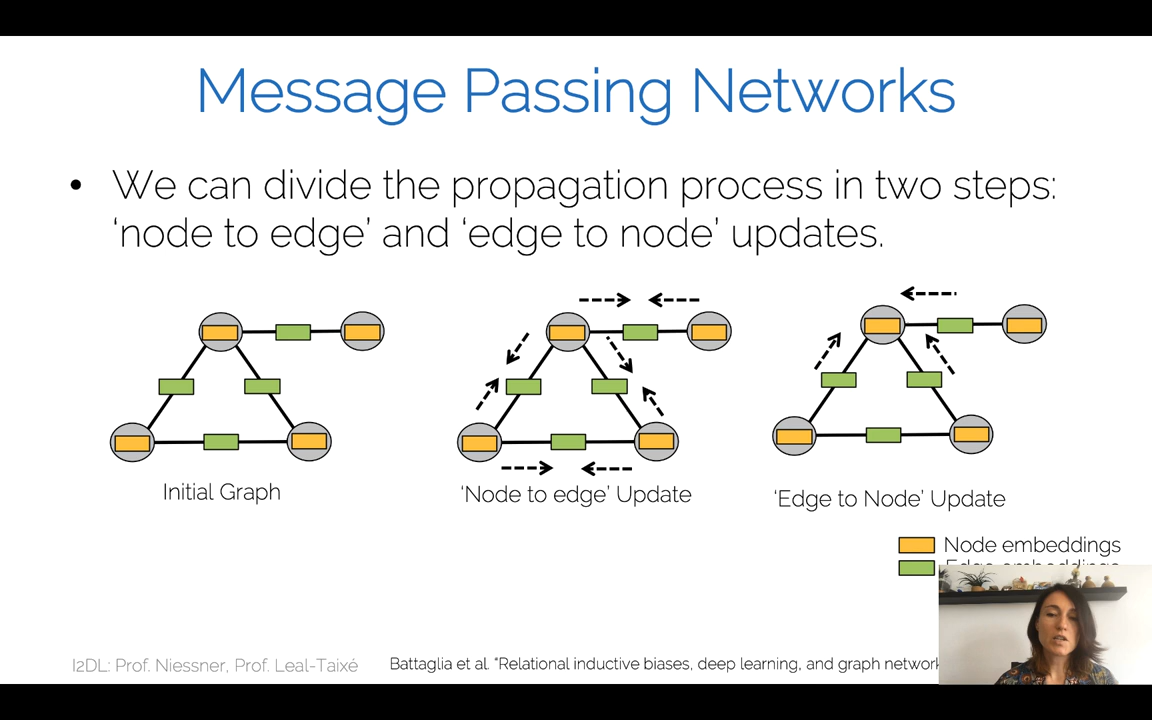 Message Passing Networks
• We can divide the propagation process in two steps:
‘node to edge’ and ‘edge to node’ updates.
Initial Graph
‘Node to edge’ Update
‘Edge to Node’ Update
Node embeddings
Edge embeddings
I2DL: Prof. Niessner, Prof. Leal-Taixé
Battaglia et al. “Relational inductive biases, deep learning, and graph